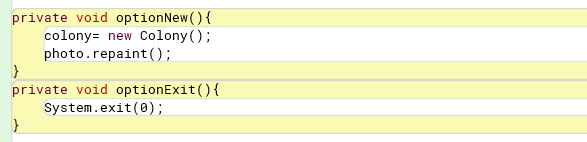 private void optionNew(){
    colony= new Colony();
    photo.repaint();
}
private void optionExit(){
    System.exit(0);
}